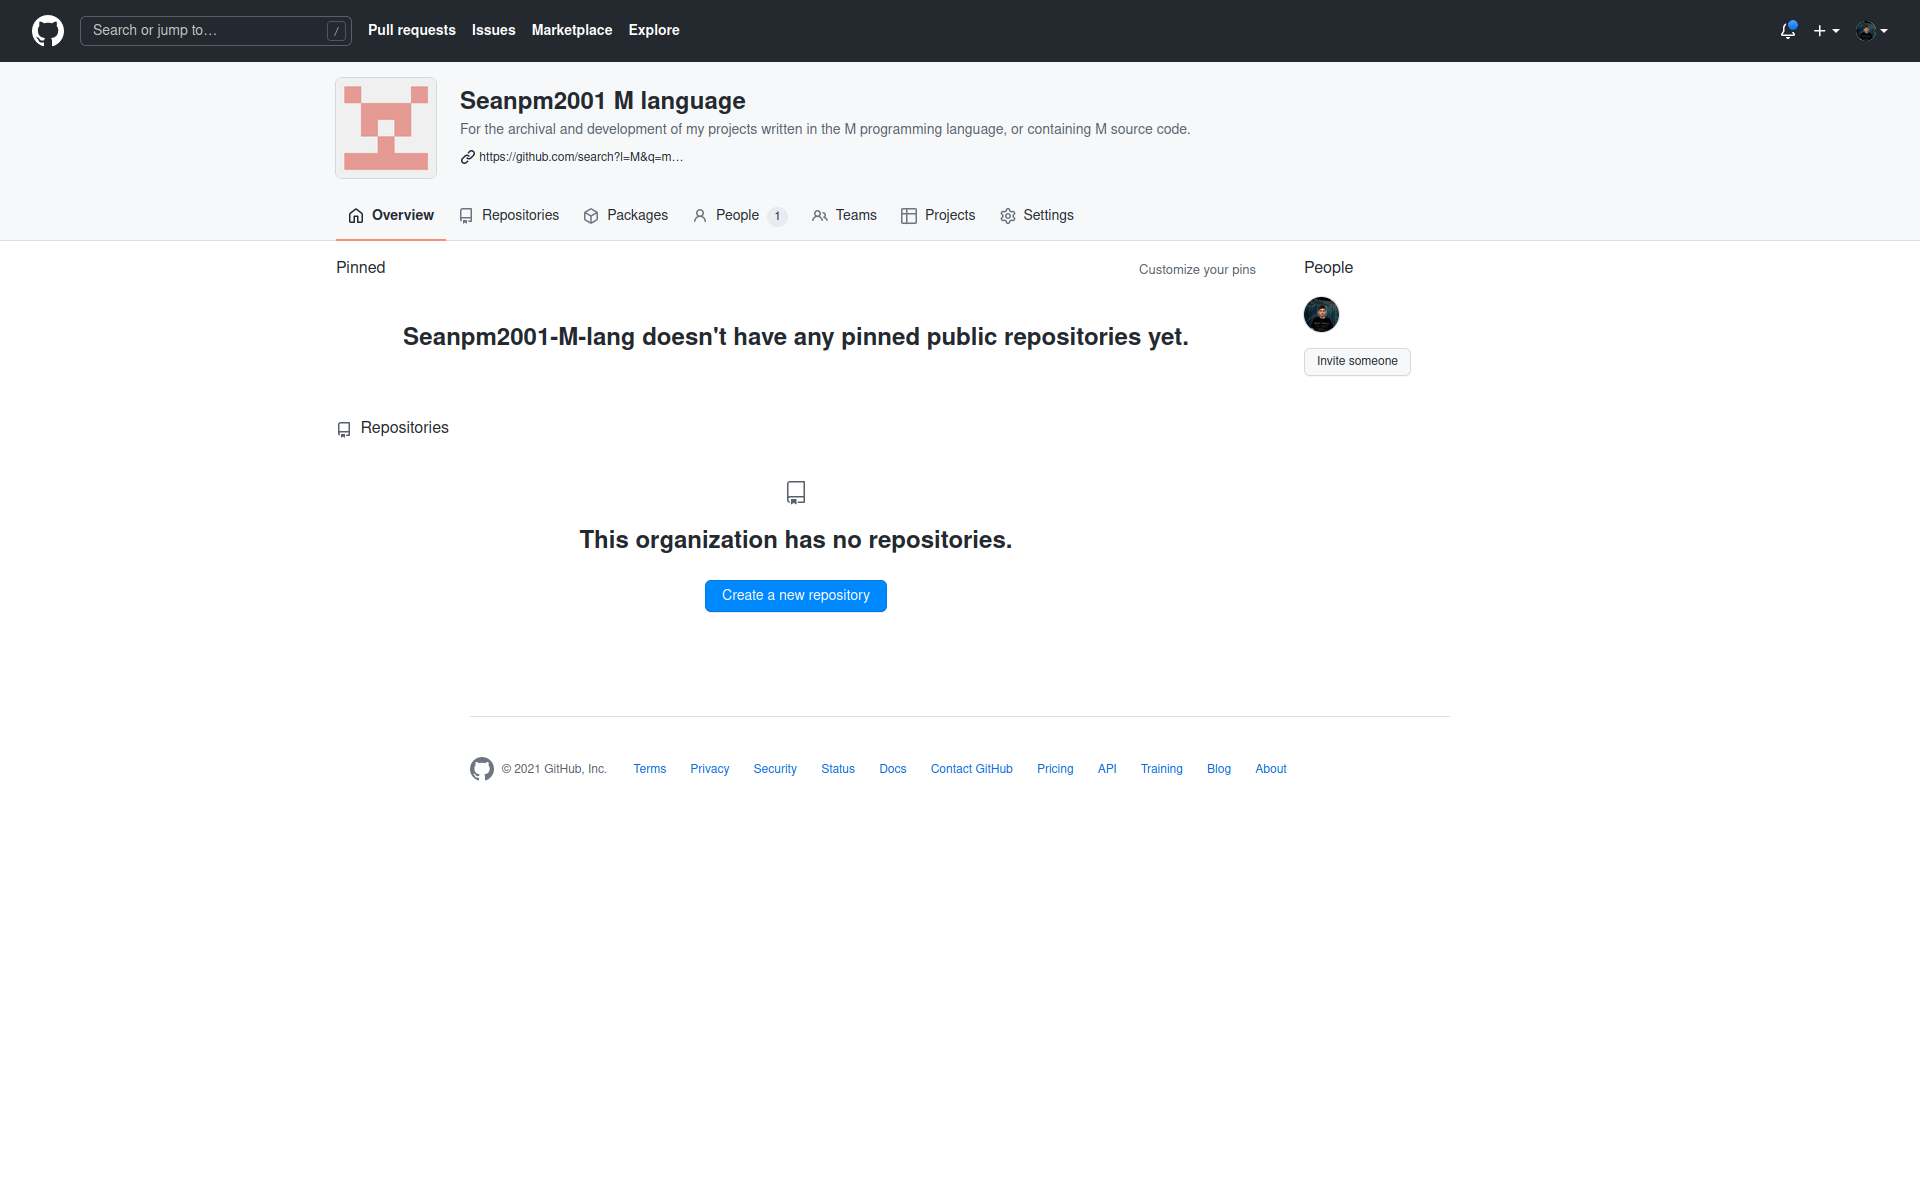 Search or jump to… /
Pull requests Issues Marketplace Explore
Seanpm2001 M language
For the archival and development of my projects written in the M programming language, or containing M source code.
https://github.com/search?l=M&q=m…
Overview Repositories Packages People 1 Teams Projects Settings
Pinned
Customize your pins
Seanpm2001-M-lang doesn't have any pinned public repositories yet.
People
Invite someone
Repositories
This organization has no repositories.
Create a new repository
© 2021 GitHub, Inc. Terms Privacy Security Status Docs Contact GitHub Pricing API Training Blog About